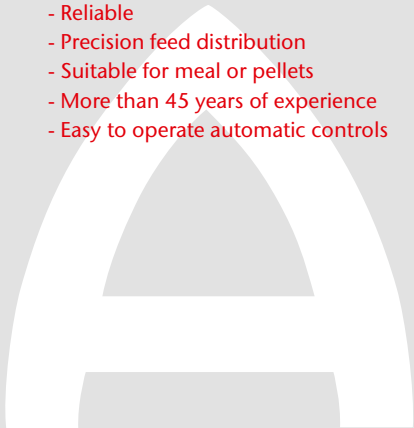 - Reliable
- Precision feed distribution
- Suitable for meal or pellets
- More than 45 years of experience
- Easy to operate automatic controls